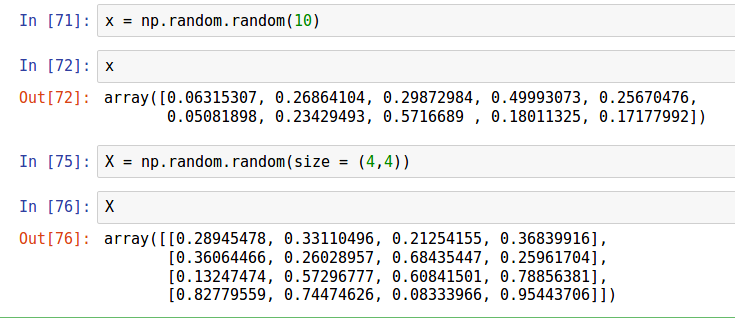 In [71]: x = np.random.random(10)
In [72]: x
Out[72]: array([0.06315307, 0.26864104, 0.29872984, 0.49993073, 0.25670476,
0.05081898, 0.23429493, 0.5716689 , 0.18011325, 0.17177992])
In [75]: X = np.random.random(size = (4,4))
In [76]: X
Out[76]: array([[0.28945478, 0.33110496, 0.21254155, 0.36839916],
[0.36064466, 0.26028957, 0.68435447, 0.25961704],
[0.13247474, 0.57296777, 0.60841501, 0.78856381],
[0.82779559, 0.74474626, 0.08333966, 0.95443706]])